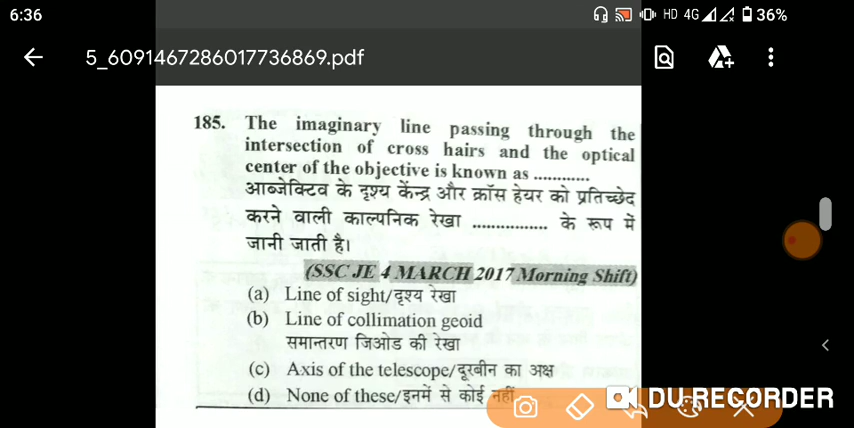 6:36 HD 4G 36%
5_6091467286017736869.pdf
185. The imaginary line passing through the
intersection of cross hairs and the optical
center of the objective is known as ............
आब्जेक्टिव के दृश्य केंन्द्र और क्रॉस हेयर को प्रतिच्छेद
करने वाली काल्पनिक रेखा ................ के रूप में
जानी जाती है।
(SSC JE 4 MARCH 2017 Morning Shift)
(a) Line of sight/दृश्य रेखा
(b) Line of collimation geoid
समान्तरण जिओड की रेखा
(c) Axis of the telescope/दूरबीन का अक्ष
(d) None of these/इनमें से कोई नहीं
DU RECORDER